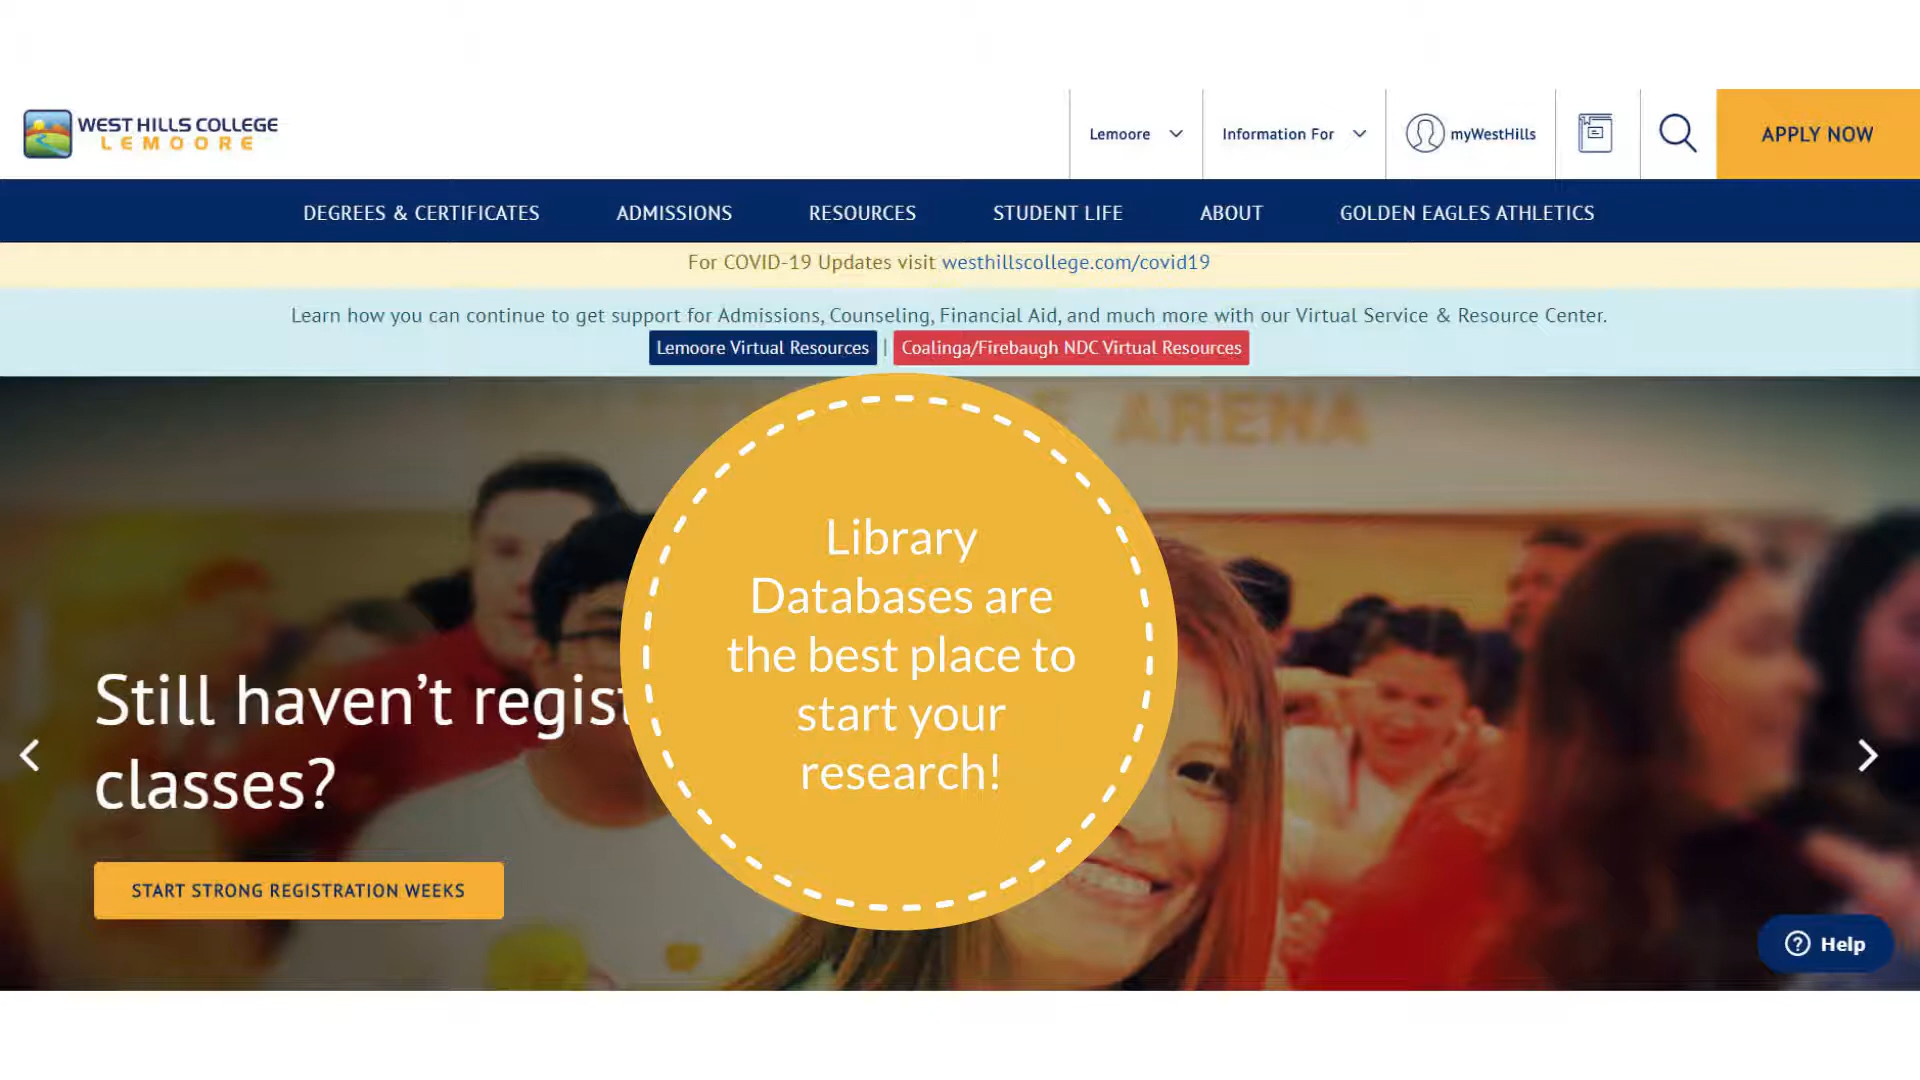 WEST HILLS COLLEGE
LEMOORE
Lemoore
Information For
myWestHills
APPLY NOW
DEGREES & CERTIFICATES
ADMISSIONS
RESOURCES
STUDENT LIFE
ABOUT
GOLDEN EAGLES ATHLETICS
For COVID-19 Updates visit westhillscollege.com/covid19
Learn how you can continue to get support for Admissions, Counseling, Financial Aid, and much more with our Virtual Service & Resource Center.
Lemoore Virtual Resources | Coalinga/Firebaugh NDC Virtual Resources
ARENA
Library
Databases are
the best place to
start your
research!
Still haven't regist
classes?
START STRONG REGISTRATION WEEKS
Help